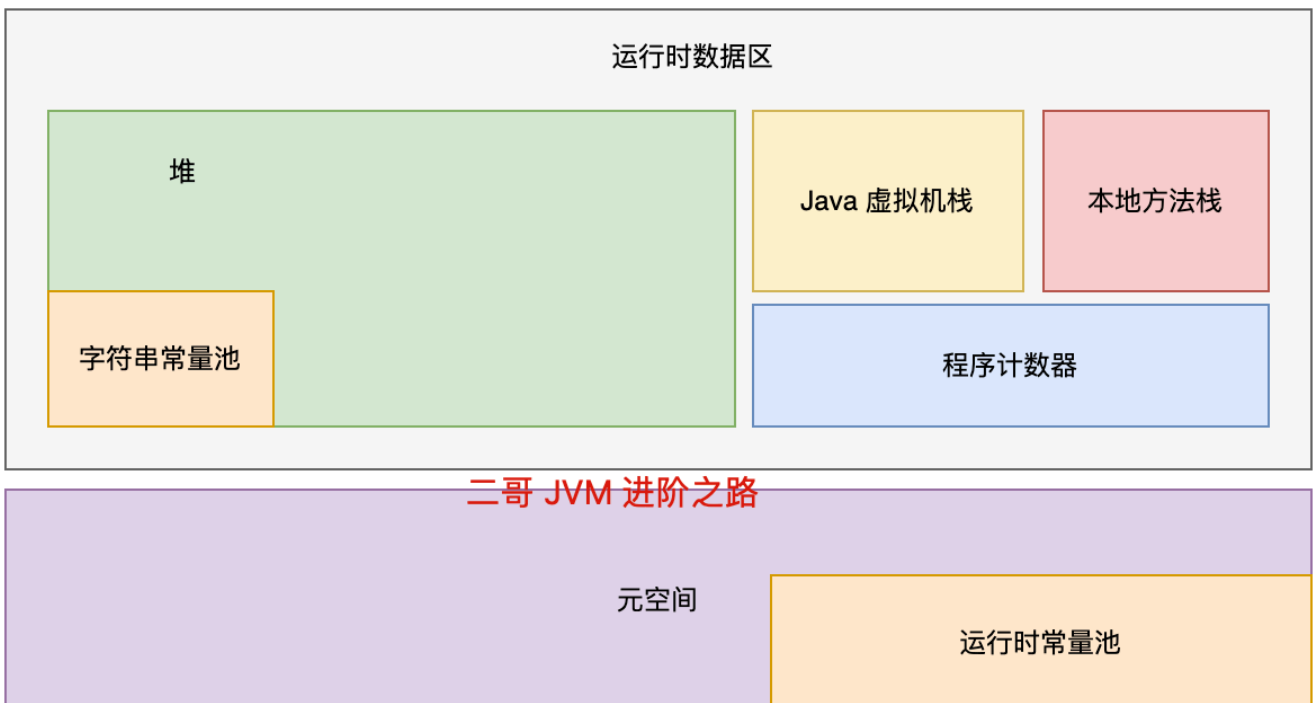 运行时数据区
堆
Java 虚拟机栈
本地方法栈
字符串常量池
程序计数器
二哥 JVM 进阶之路
元空间
运行时常量池